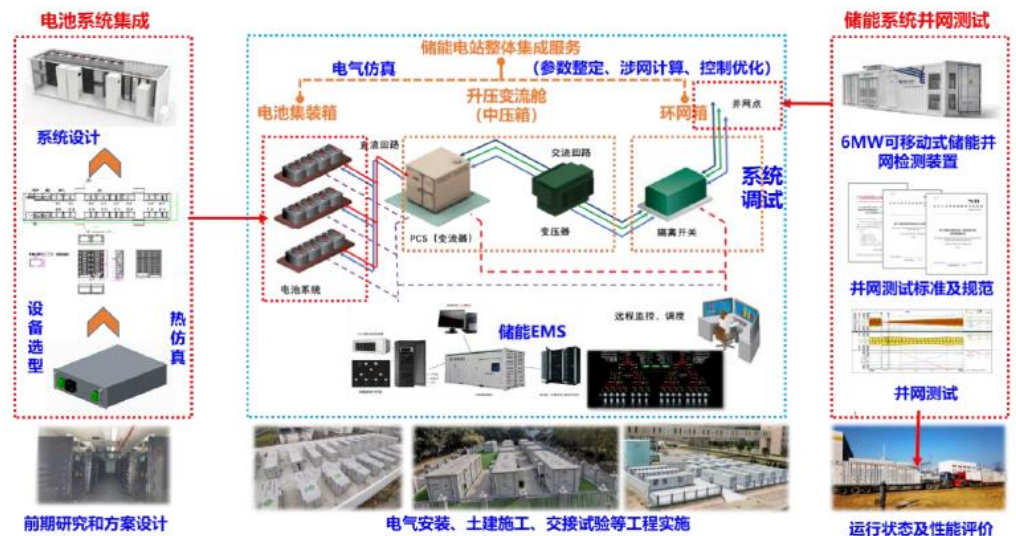 电池系统集成
系统设计
设备选型
热仿真
前期研究和方案设计
储能电站整体集成服务
电气仿真
（参数整定、涉网计算、控制优化）
电池集装箱
升压变流舱
（中压箱）
环网箱
并网点
直流回路
交流回路
系统
调试
PCS（变流器）
变压器
隔离开关
电池系统
远程监控、调度
储能EMS
电气安装、土建施工、交接试验等工程实施
储能系统并网测试
6MW可移动式储能并
网检测装置
NB
并网测试标准及规范
并网测试
运行状态及性能评价